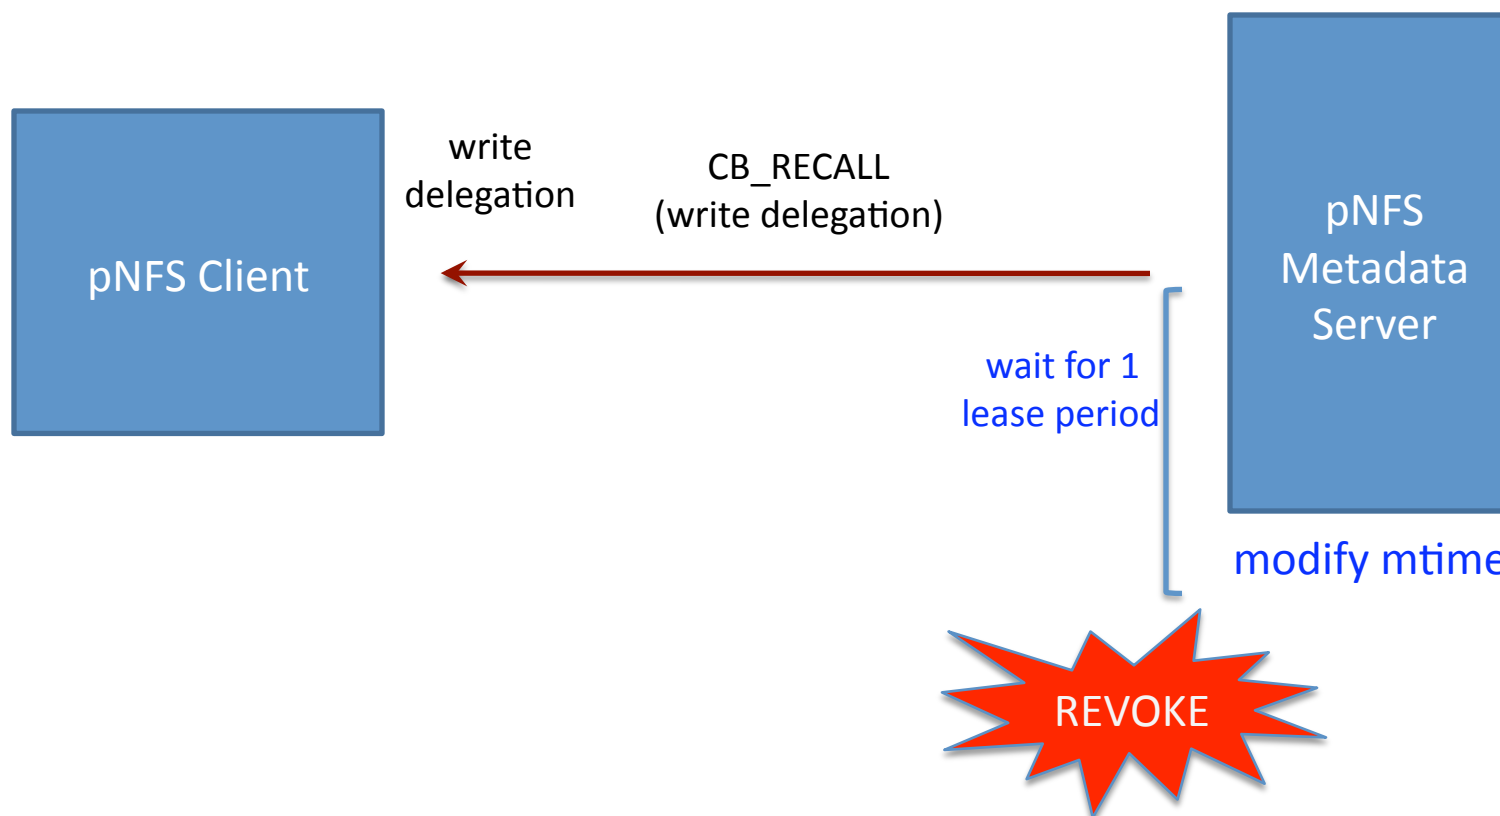 write
delegation
CB_RECALL
(write delegation)
pNFS Client
pNFS
Metadata
Server
wait for 1
lease period
modify mtime
REVOKE